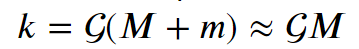 k = 𝒢(M + m) ≈ 𝒢M